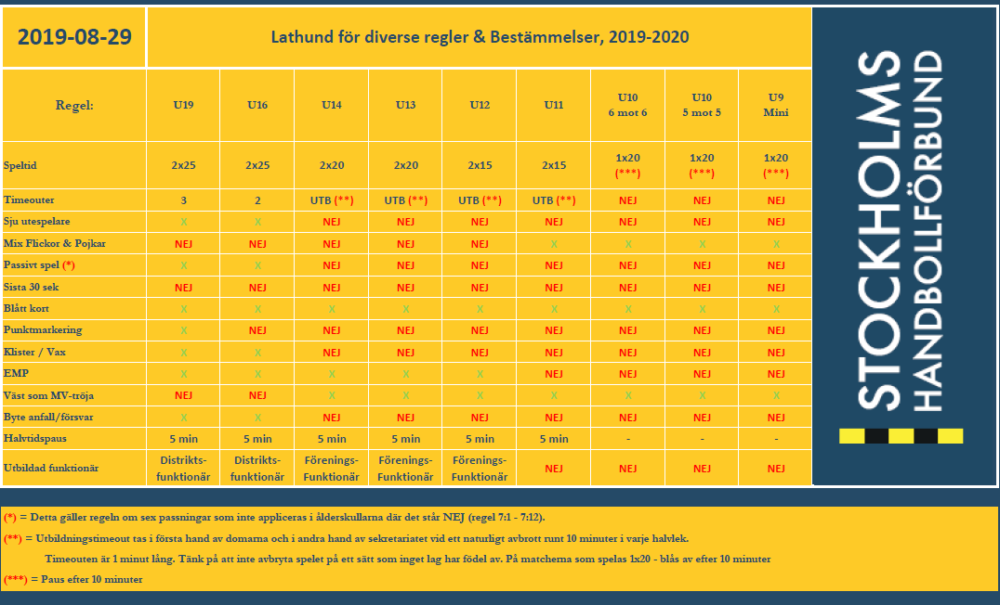 2019-08-29 Lathund för diverse regler & Bestämmelser, 2019-2020
Regel: U19 U16 U14 U13 U12 U11 U10 6 mot 6 U10 5 mot 5 U9 Mini
Speltid 2x25 2x25 2x20 2x20 2x15 2x15 1x20 (***) 1x20 (***) 1x20 (***)
Timeouter 3 2 UTB (**) UTB (**) UTB (**) UTB (**) NEJ NEJ NEJ
Sju utespelare X X NEJ NEJ NEJ NEJ NEJ NEJ NEJ
Mix Flickor & Pojkar NEJ NEJ NEJ NEJ NEJ X X X X
Passivt spel (*) X X NEJ NEJ NEJ NEJ NEJ NEJ NEJ
Sista 30 sek NEJ NEJ NEJ NEJ NEJ NEJ NEJ NEJ NEJ
Blått kort X X X X X X X X X
Punktmarkering X NEJ NEJ NEJ NEJ NEJ NEJ NEJ NEJ
Klister / Vax X X NEJ NEJ NEJ NEJ NEJ NEJ NEJ
EMP X X X X X NEJ NEJ NEJ NEJ
Väst som MV-tröja NEJ NEJ X X X X X X X
Byte anfall/försvar X X NEJ NEJ NEJ NEJ NEJ NEJ NEJ
Halvtidspaus 5 min 5 min 5 min 5 min 5 min 5 min - - -
Utbildad funktionär Distrikts-funktionär Distrikts-funktionär Förenings-Funktionär Förenings-Funktionär Förenings-Funktionär NEJ NEJ NEJ NEJ
STOCKHOLMS
HANDBOLLFÖRBUND
(*) = Detta gäller regeln om sex passningar som inte appliceras i ålderskullarna där det står NEJ (regel 7:1 - 7:12).
(**) = Utbildningstimeout tas i första hand av domarna och i andra hand av sekretariatet vid ett naturligt avbrott runt 10 minuter i varje halvlek.
Timeouten är 1 minut lång. Tänk på att inte avbryta spelet på ett sätt som inget lag har födel av. På matcherna som spelas 1x20 - blås av efter 10 minuter
(***) = Paus efter 10 minuter